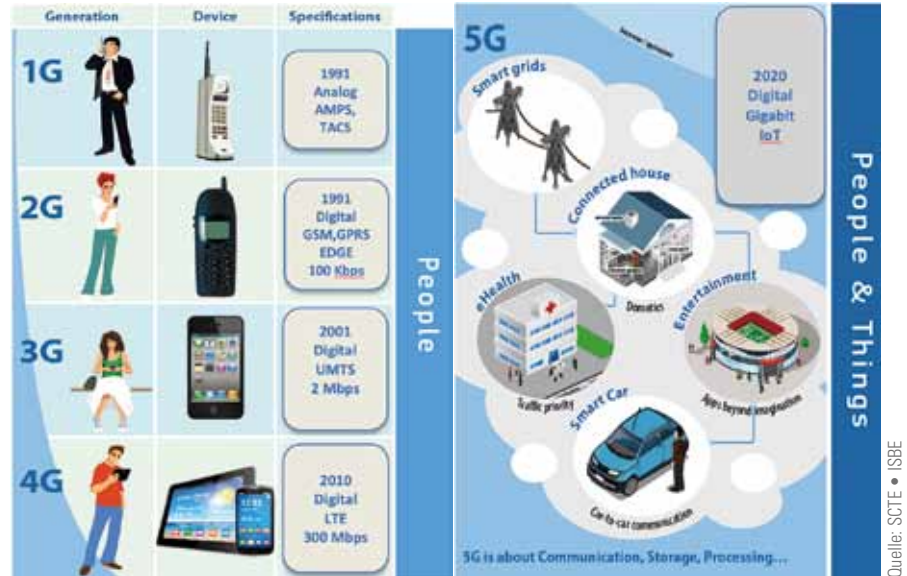 Generation Device Specifications
1G
1991
Analog
AMPS,
TACS
2G
1991
Digital
GSM,GPRS
EDGE
100 Kbps
3G
2001
Digital
UMTS
2 Mbps
4G
2010
Digital
LTE
300 Mbps
People
5G
2020
Digital
Gigabit
IoT
Smart grids
Connected house
Domotics
eHealth
Traffic priority
Entertainment
Apps beyond imagination
Smart Car
Car-to-car communication
5G is about Communication, Storage, Processing...
People & Things
Quelle: SCTE • ISBE